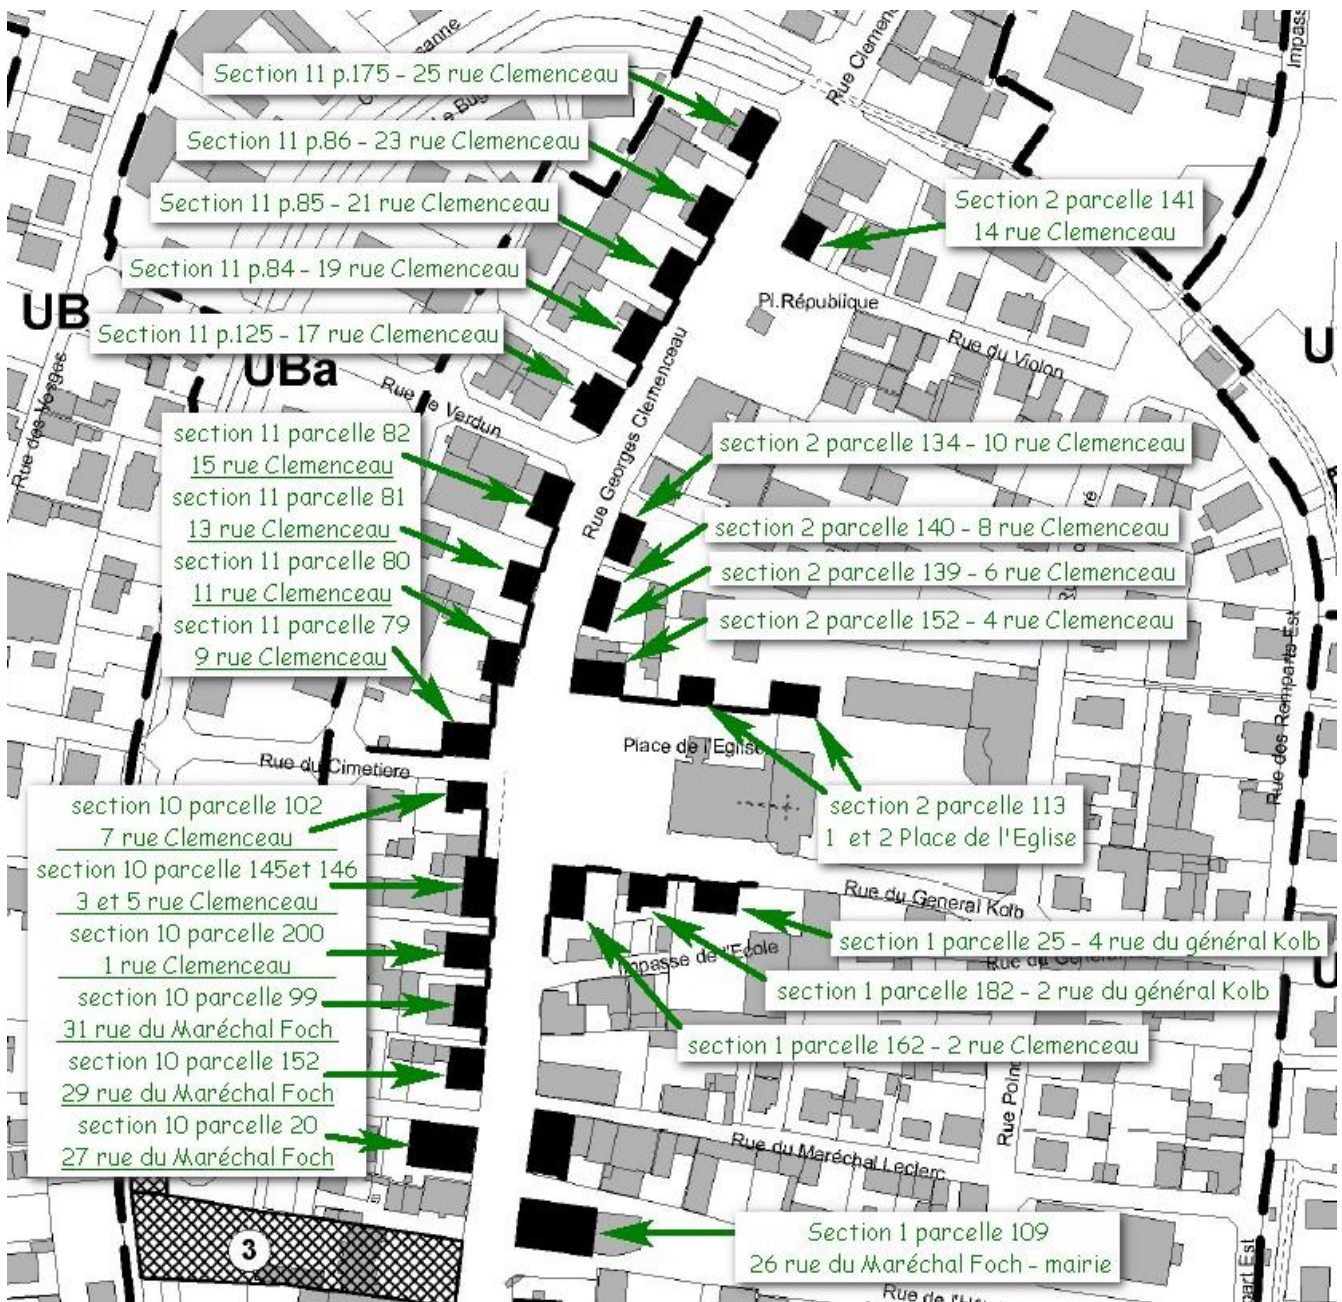 Rue Clemen
Impass
Section 11 p.175 - 25 rue Clemenceau
Section 11 p.86 - 23 rue Clemenceau
Section 11 p.85 - 21 rue Clemenceau
Section 2 parcelle 141
14 rue Clemenceau
Section 11 p.84 - 19 rue Clemenceau
Pl.République
UB
Section 11 p.125 - 17 rue Clemenceau
U
UBa
Rue du Violon
Rue des Vosges
Rue de Verdun
Rue Georges Clemenceau
section 11 parcelle 82
15 rue Clemenceau
section 11 parcelle 81
13 rue Clemenceau
section 11 parcelle 80
11 rue Clemenceau
section 11 parcelle 79
9 rue Clemenceau
section 2 parcelle 134 - 10 rue Clemenceau
section 2 parcelle 140 - 8 rue Clemenceau
section 2 parcelle 139 - 6 rue Clemenceau
section 2 parcelle 152 - 4 rue Clemenceau
Rue des Remparts Est
Place de l'Eglise
Rue du Cimetiere
section 2 parcelle 113
1 et 2 Place de l'Eglise
section 10 parcelle 102
7 rue Clemenceau
section 10 parcelle 145et 146
3 et 5 rue Clemenceau
section 10 parcelle 200
1 rue Clemenceau
section 10 parcelle 99
31 rue du Maréchal Foch
section 10 parcelle 152
29 rue du Maréchal Foch
section 10 parcelle 20
27 rue du Maréchal Foch
Rue du General Kolb
section 1 parcelle 25 - 4 rue du général Kolb
Impasse de l'Ecole
U
section 1 parcelle 182 - 2 rue du général Kolb
section 1 parcelle 162 - 2 rue Clemenceau
Rue Poinc
Rue du Maréchal Leclerc
Section 1 parcelle 109
26 rue du Maréchal Foch - mairie
3
part Est
Rue de l'H